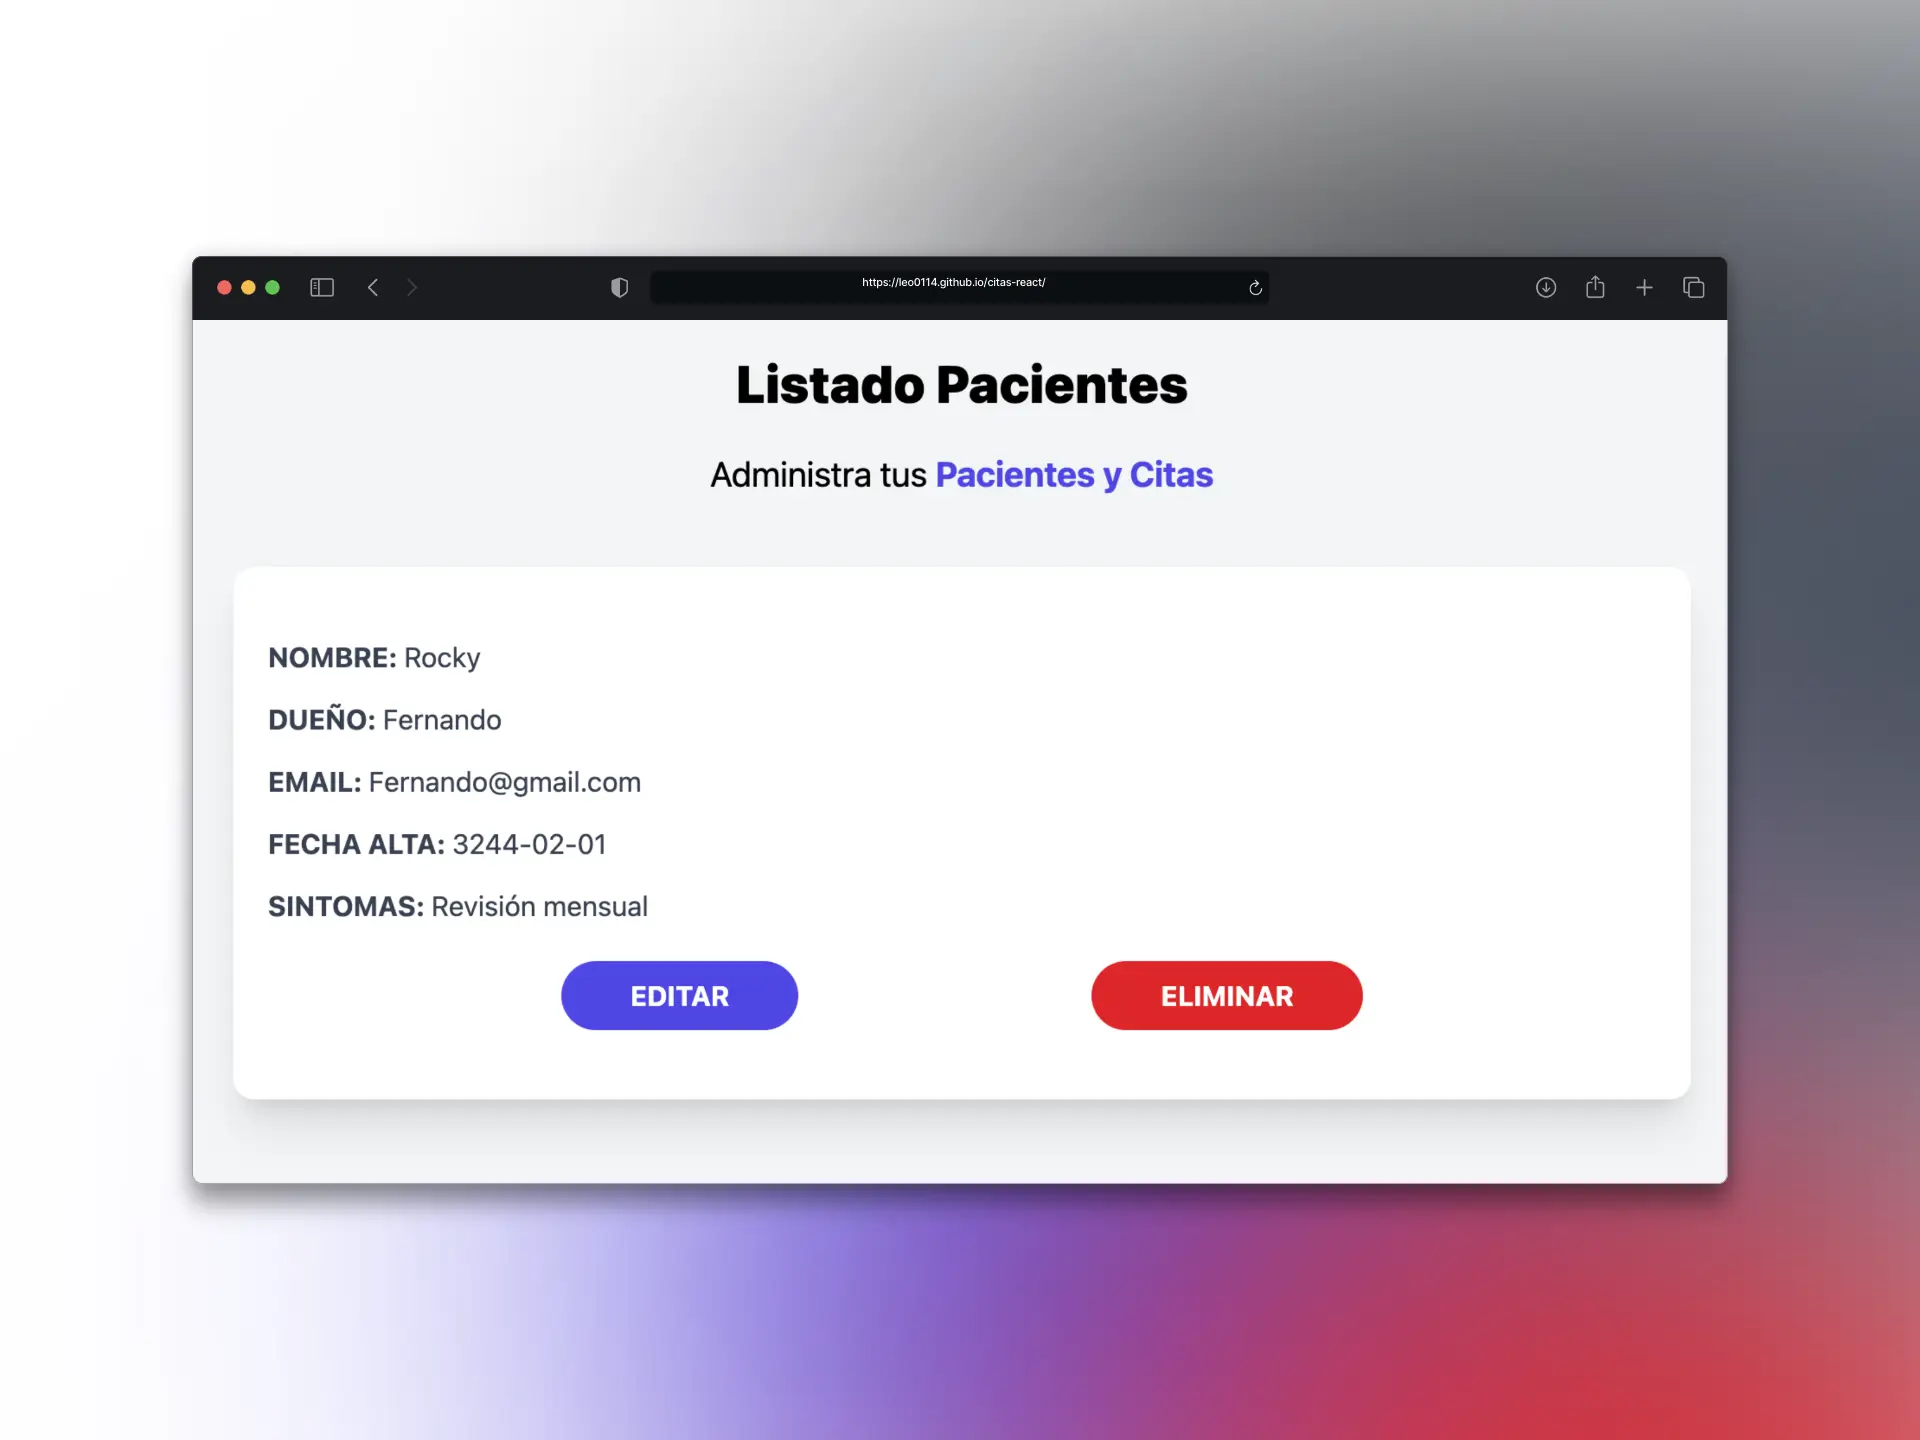 https://leo0114.github.io/citas-react/
Listado Pacientes
Administra tus Pacientes y Citas
NOMBRE: Rocky
DUEÑO: Fernando
EMAIL: Fernando@gmail.com
FECHA ALTA: 3244-02-01
SINTOMAS: Revisión mensual
EDITAR
ELIMINAR